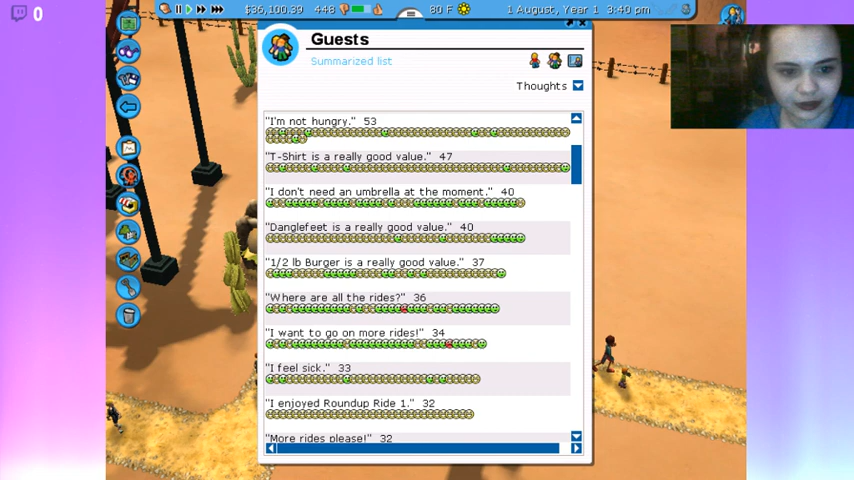 0
$36,100.39 448 80 F 1 August, Year 1 3:40 pm
Guests
Summarized list
Thoughts
"I'm not hungry." 53
"T-Shirt is a really good value." 47
"I don't need an umbrella at the moment." 40
"Danglefeet is a really good value." 40
"1/2 lb Burger is a really good value." 37
"Where are all the rides?" 36
"I want to go on more rides!" 34
"I feel sick." 33
"I enjoyed Roundup Ride 1." 32
"More rides please!" 32